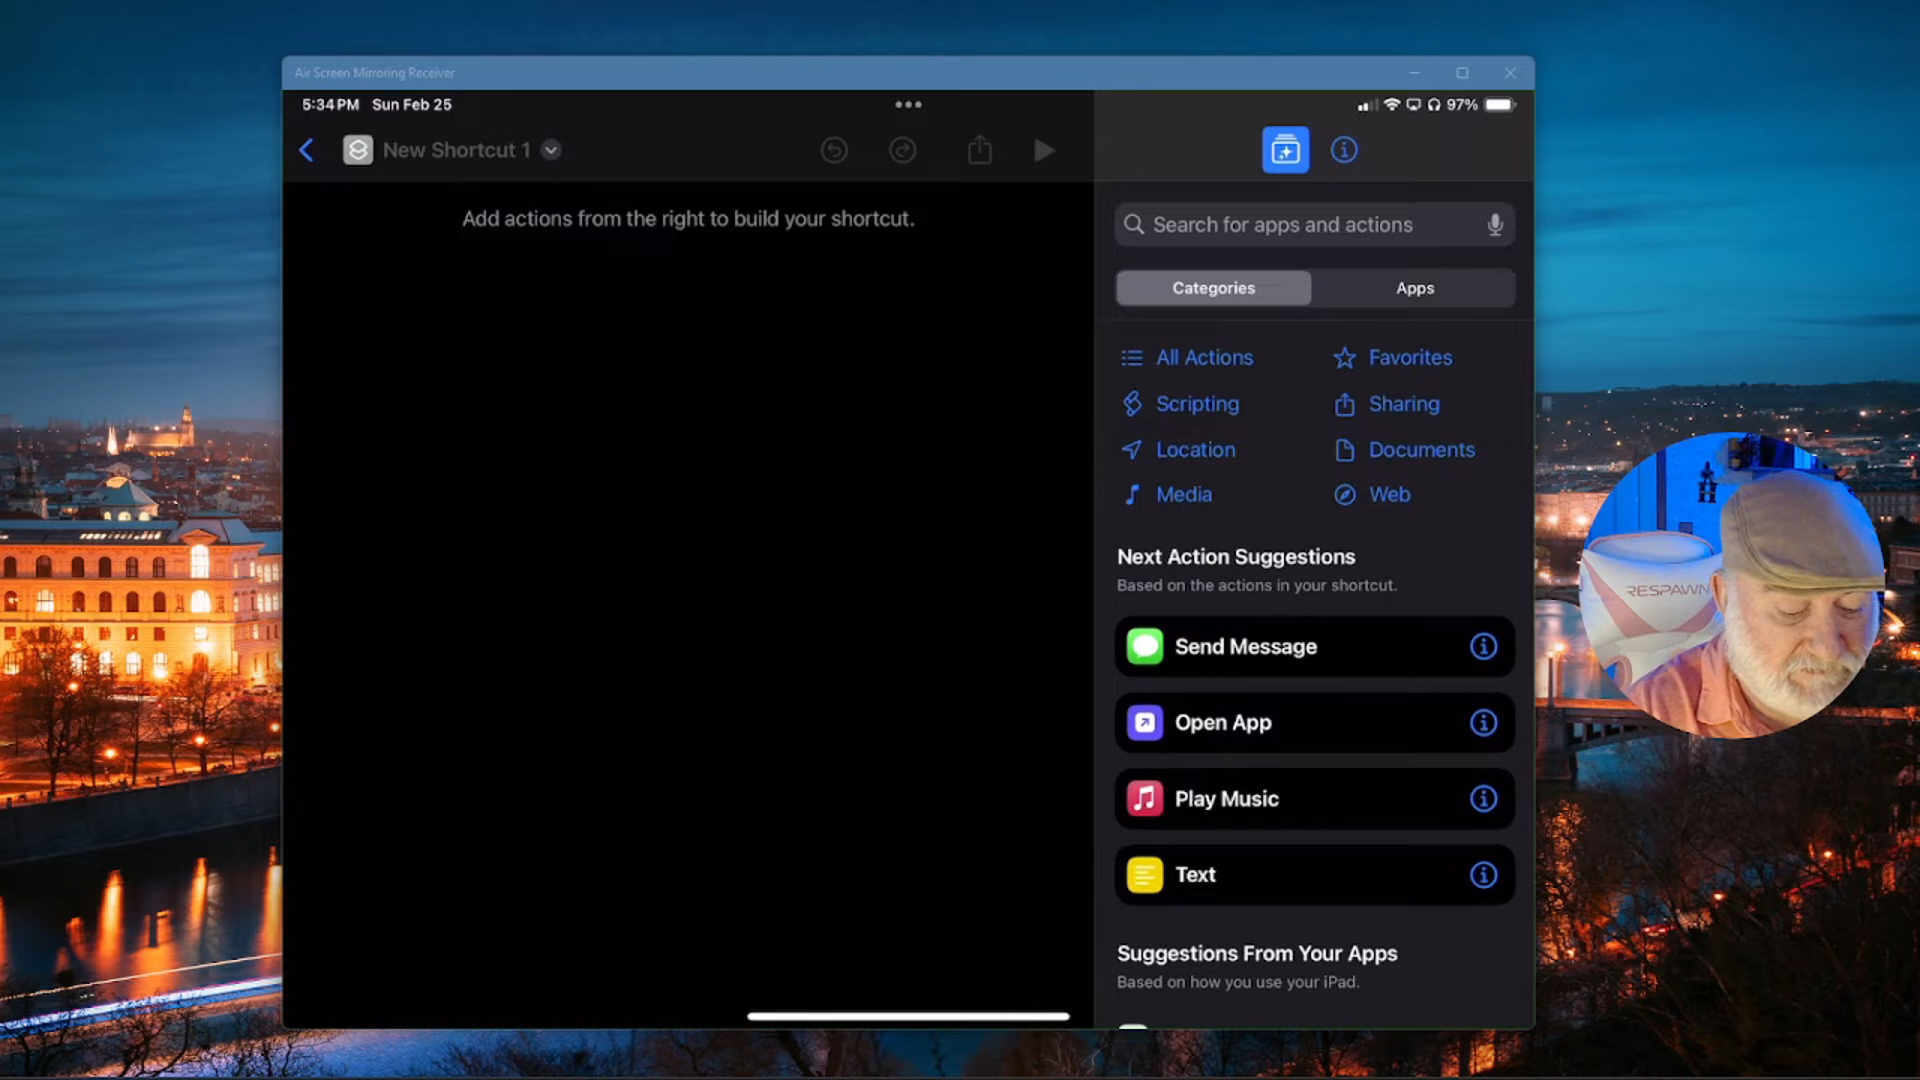 Air Screen Mirroring Receiver
5:34 PM Sun Feb 25
97%
New Shortcut 1
Add actions from the right to build your shortcut.
Search for apps and actions
Categories
Apps
All Actions
Favorites
Scripting
Sharing
Location
Documents
Media
Web
Next Action Suggestions
Based on the actions in your shortcut.
Send Message
Open App
Play Music
Text
Suggestions From Your Apps
Based on how you use your iPad.
RESPAWN